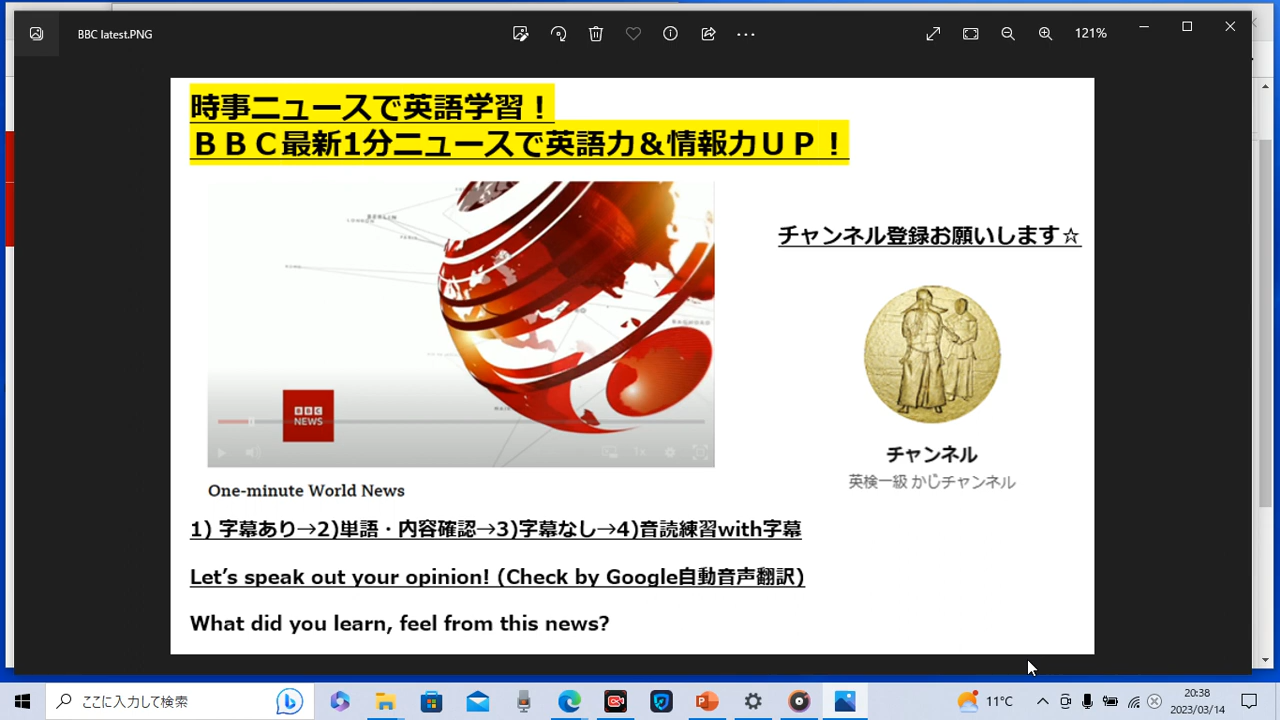 BBC latest.PNG
121%
時事ニュースで英語学習！
ＢＢＣ最新1分ニュースで英語力＆情報力ＵＰ！
チャンネル登録お願いします☆
BERLIN
BBC
NEWS
1x
チャンネル
英検一級 かじチャンネル
One-minute World News
1) 字幕あり→2)単語・内容確認→3)字幕なし→4)音読練習with字幕
Let’s speak out your opinion! (Check by Google自動音声翻訳)
What did you learn, feel from this news?
ここに入力して検索
11°C
20:38
2023/03/14